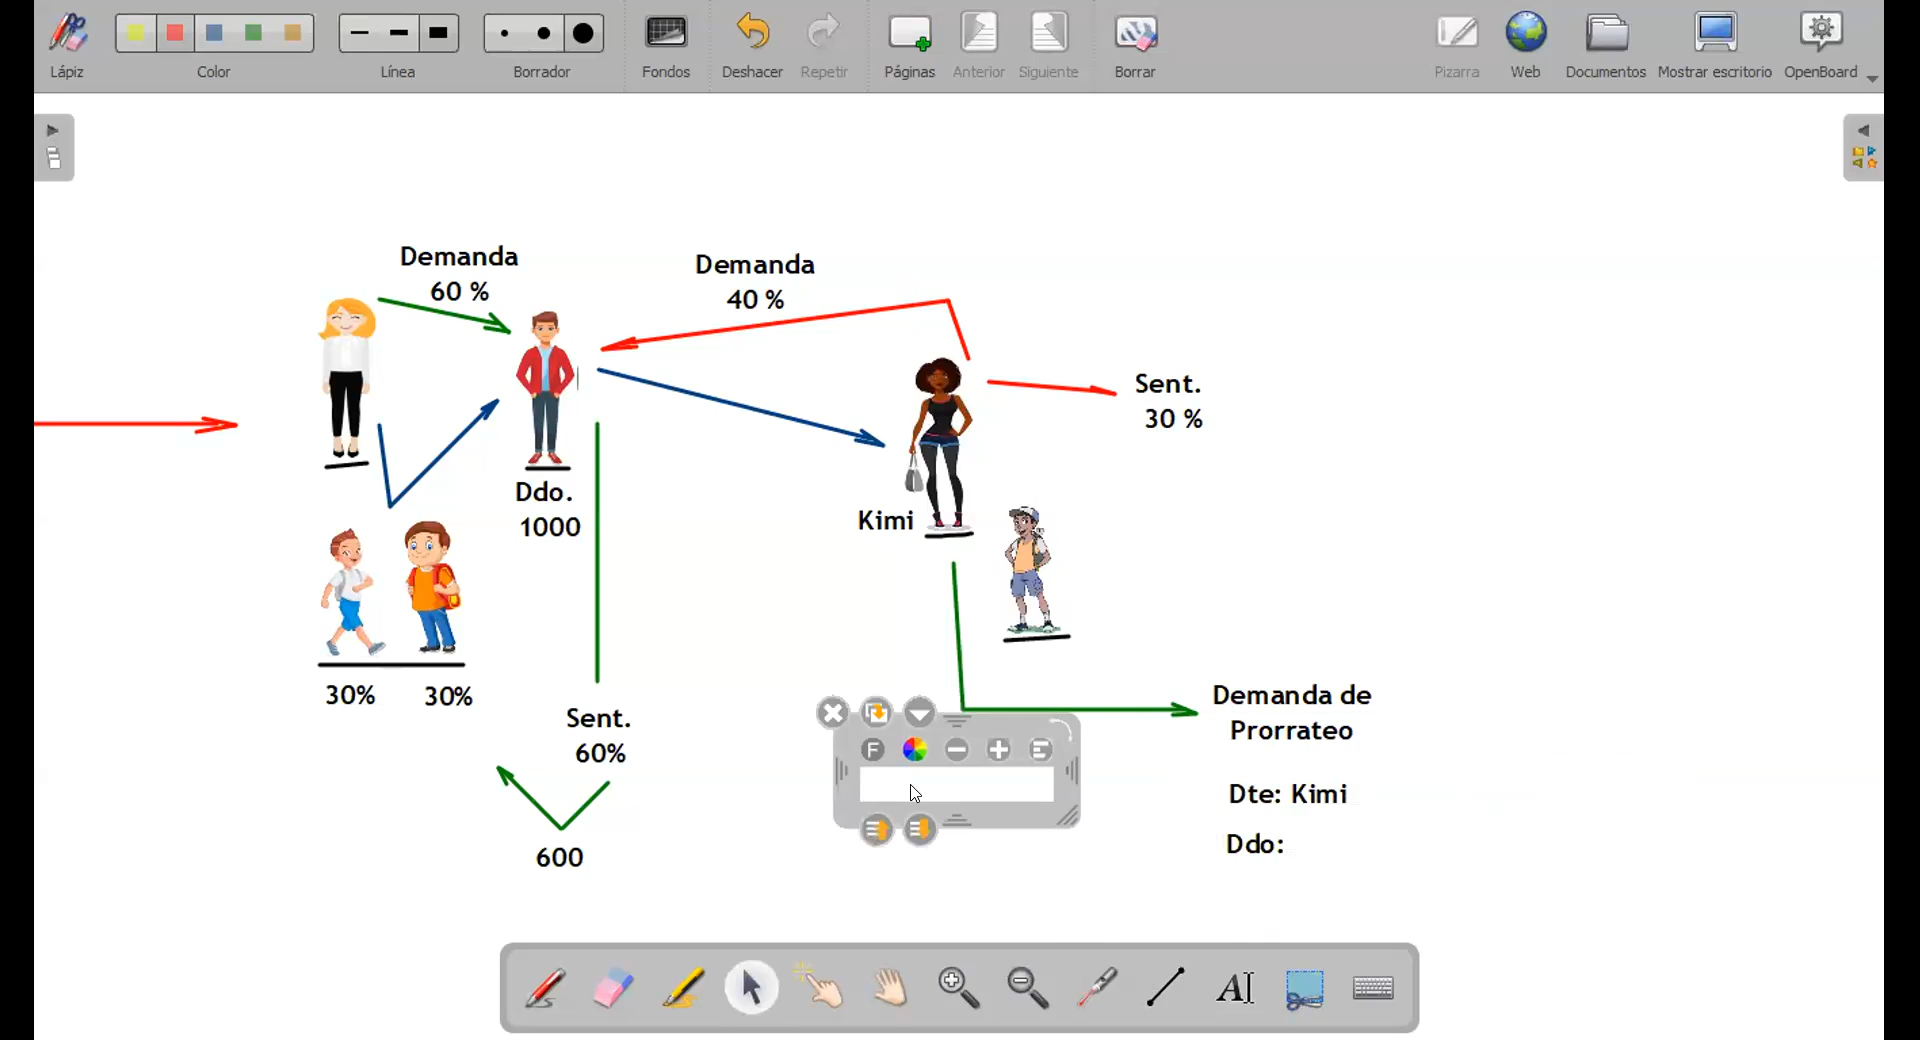 Lápiz
Color
Línea
Borrador
Fondos
Deshacer
Repetir
Páginas
Anterior
Siguiente
Borrar
Pizarra
Web
Documentos
Mostrar escritorio
OpenBoard
Demanda
60 %
Demanda
40 %
Sent.
30 %
Ddo.
1000
Kimi
30%
30%
Sent.
60%
600
Demanda de
Prorrateo
Dte: Kimi
Ddo:
F
A